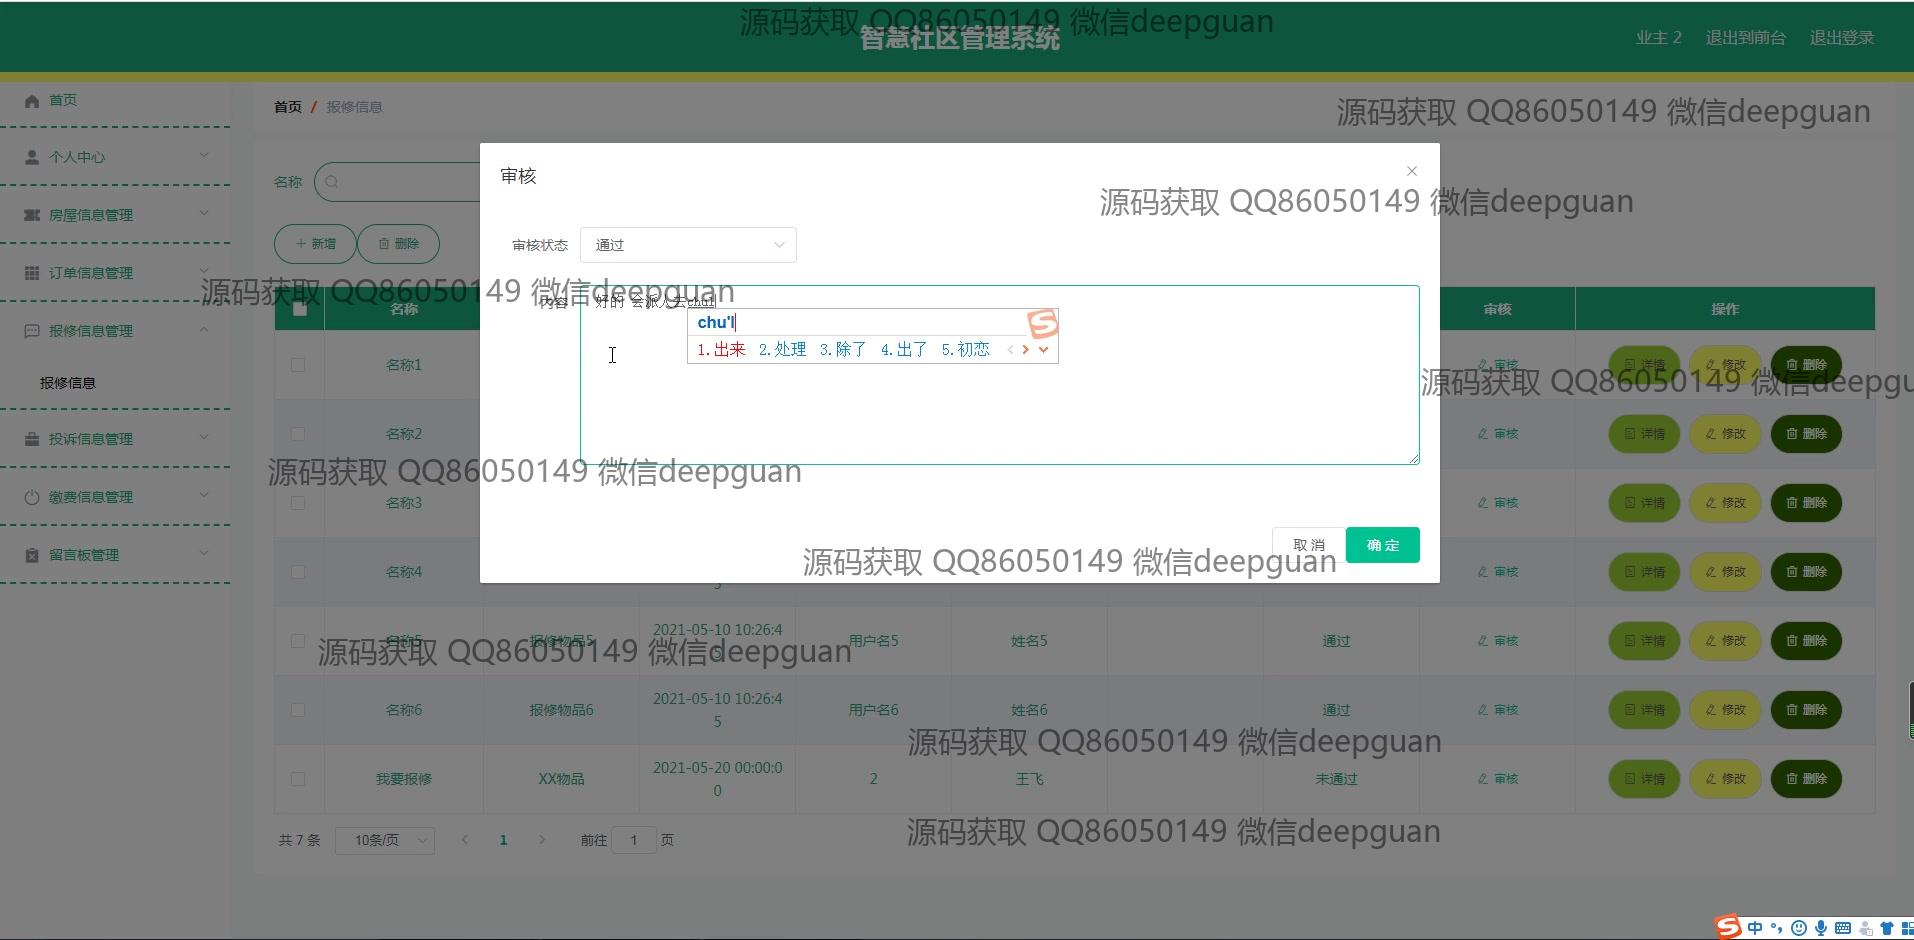 源码获取 QQ86050149 微信deepguan
智慧社区管理系统
业主 2 退出到前台 退出登录
首页
首页 / 报修信息
源码获取 QQ86050149 微信deepguan
个人中心
审核
名称
源码获取 QQ86050149 微信deepguan
房屋信息管理
新增 删除
审核状态 通过
订单信息管理
源码获取 QQ86050149 微信deepguan
内容 好的 会派人去chu'l
名称 审核 操作
chu'l
1.出来 2.处理 3.除了 4.出了 5.初恋
报修信息管理
名称1 审核 详情 修改 删除
报修信息
源码获取 QQ86050149 微信deepgu
投诉信息管理
名称2 审核 详情 修改 删除
源码获取 QQ86050149 微信deepguan
缴费信息管理
名称3 审核 详情 修改 删除
取消 确定
留言板管理
源码获取 QQ86050149 微信deepguan
名称4 5 审核 详情 修改 删除
名称5 报修物品5 2021-05-10 10:26:4 用户名5 姓名5 通过 审核 详情 修改 删除
5
源码获取 QQ86050149 微信deepguan
名称6 报修物品6 2021-05-10 10:26:4 用户名6 姓名6 通过 审核 详情 修改 删除
5
源码获取 QQ86050149 微信deepguan
我要报修 XX物品 2021-05-20 00:00:0 2 王飞 未通过 审核 详情 修改 删除
0
源码获取 QQ86050149 微信deepguan
共 7 条 10条/页 1 前往 1 页
中